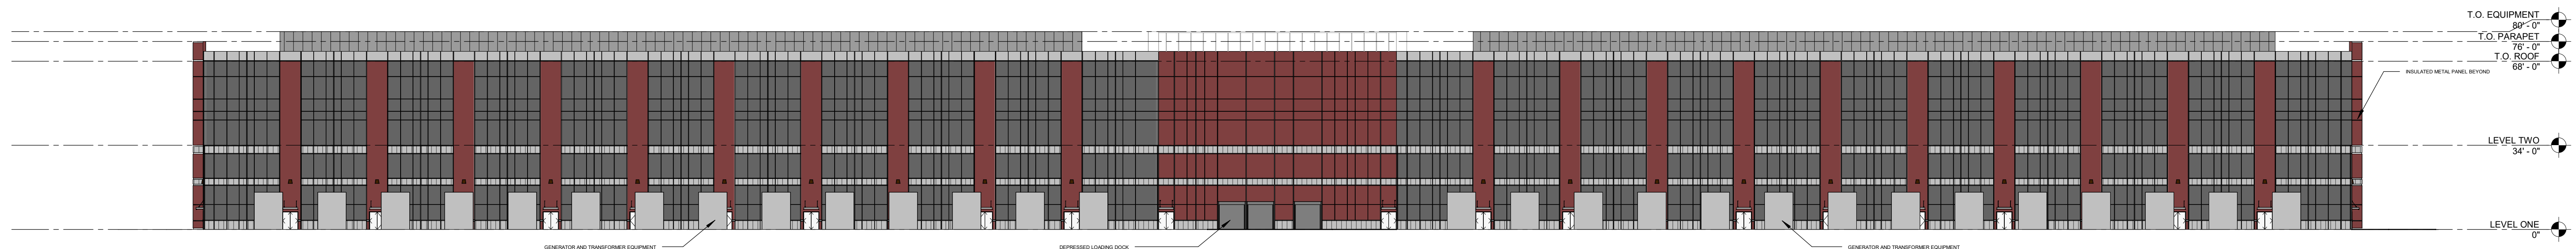 T.O. EQUIPMENT
80' - 0"
T.O. PARAPET
76' - 0"
T.O. ROOF
68' - 0"
INSULATED METAL PANEL BEYOND
LEVEL TWO
34' - 0"
LEVEL ONE
0"
GENERATOR AND TRANSFORMER EQUIPMENT
DEPRESSED LOADING DOCK
GENERATOR AND TRANSFORMER EQUIPMENT